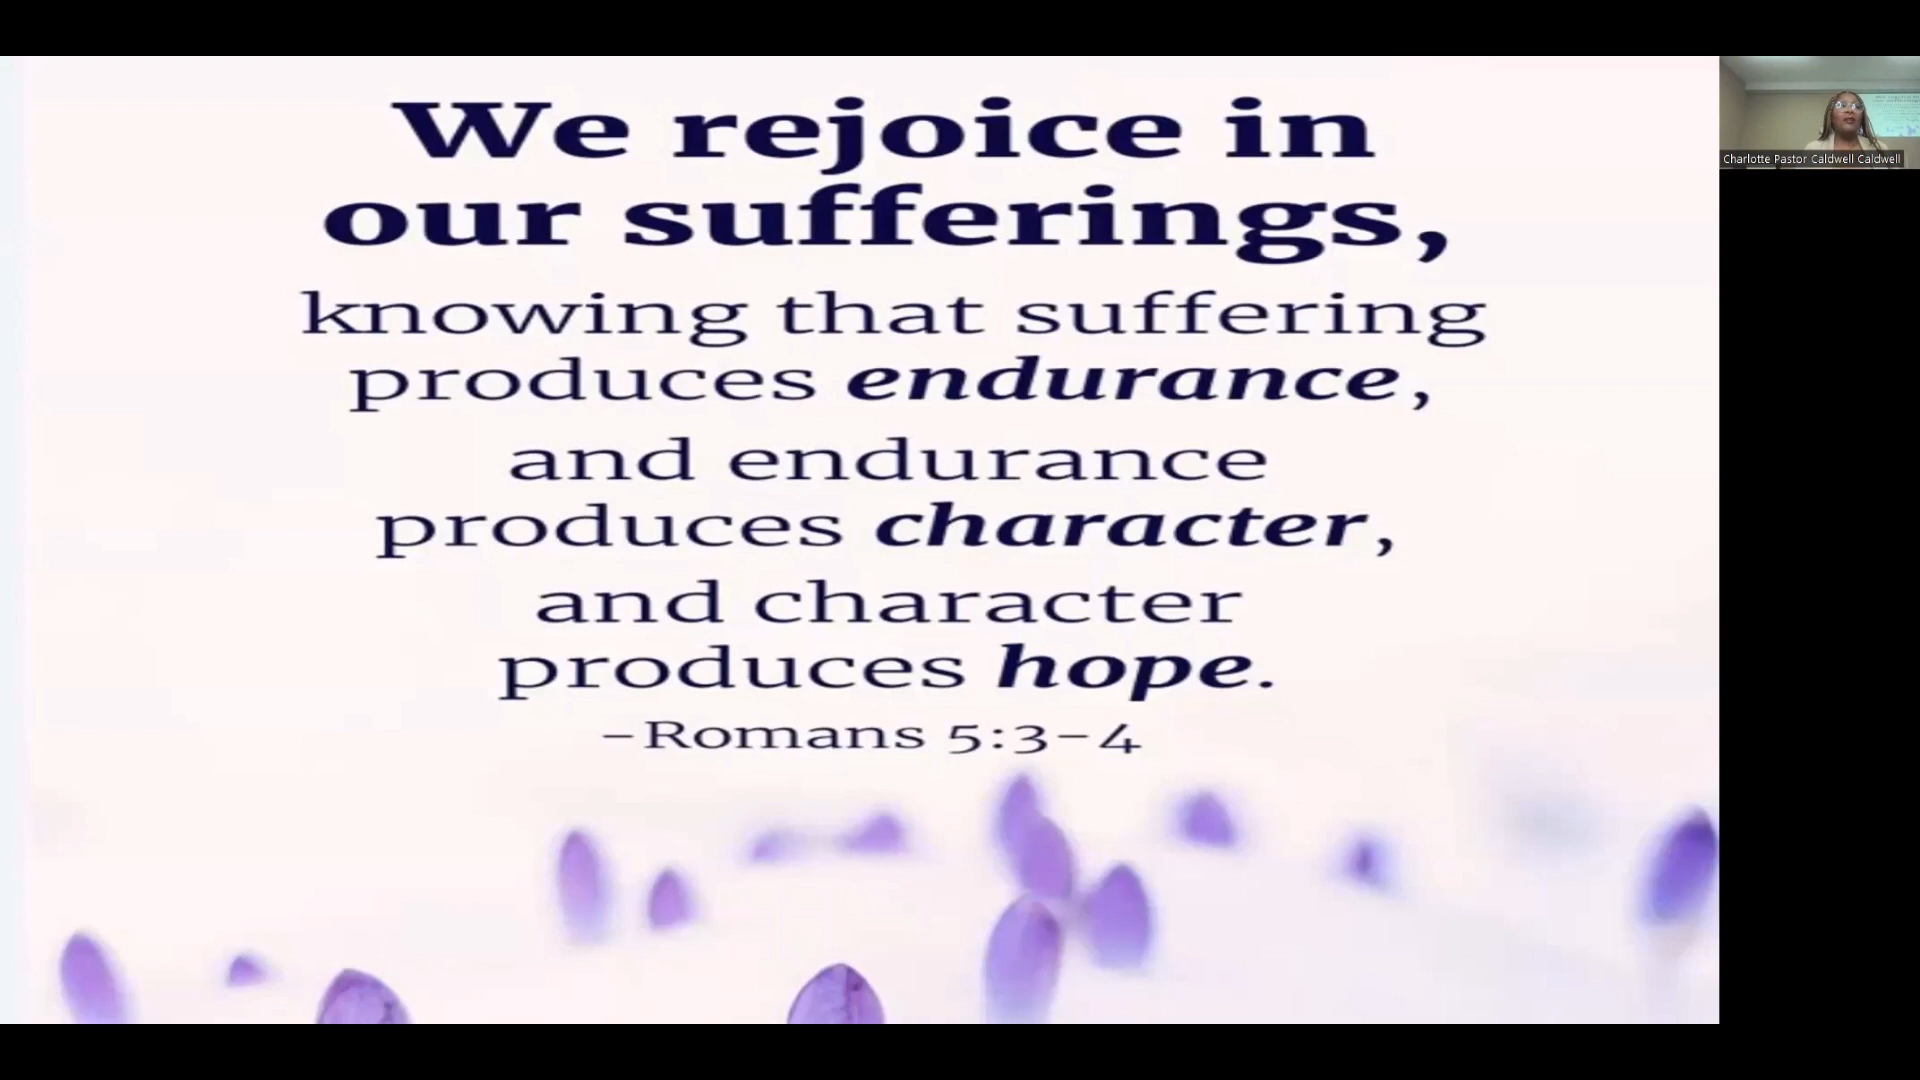 We rejoice in
our sufferings,
knowing that suffering
produces endurance,
and endurance
produces character,
and character
produces hope.
–Romans 5:3–4
Charlotte Pastor Caldwell Caldwell